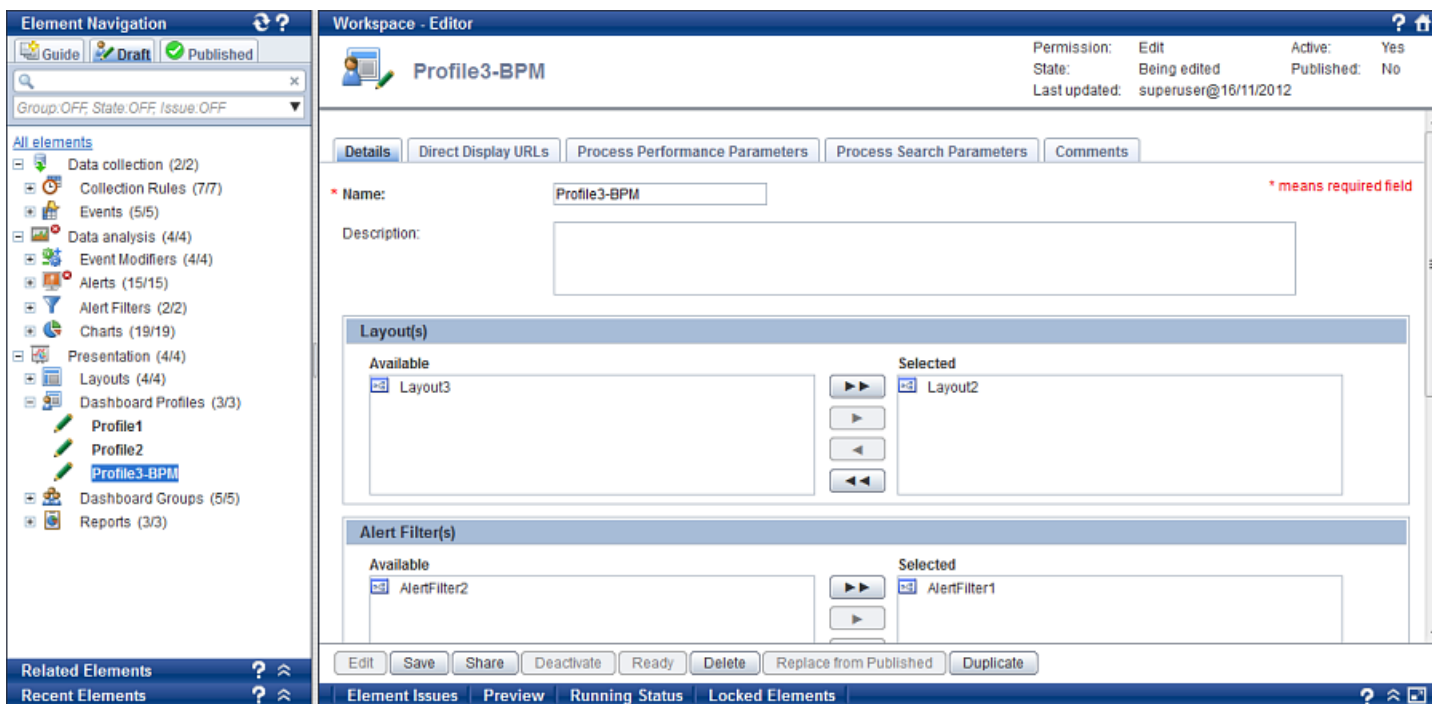 Element Navigation
Guide Draft Published
Group:OFF, State:OFF, Issue:OFF
All elements
Data collection (2/2)
Collection Rules (7/7)
Events (5/5)
Data analysis (4/4)
Event Modifiers (4/4)
Alerts (15/15)
Alert Filters (2/2)
Charts (19/19)
Presentation (4/4)
Layouts (4/4)
Dashboard Profiles (3/3)
Profile1
Profile2
Profile3-BPM
Dashboard Groups (5/5)
Reports (3/3)
Related Elements
Recent Elements
Workspace - Editor
Profile3-BPM
Permission: Edit Active: Yes
State: Being edited Published: No
Last updated: superuser@16/11/2012
Details Direct Display URLs Process Performance Parameters Process Search Parameters Comments
* means required field
* Name: Profile3-BPM
Description:
Layout(s)
Available Selected
Layout3 Layout2
Alert Filter(s)
Available Selected
AlertFilter2 AlertFilter1
Edit Save Share Deactivate Ready Delete Replace from Published Duplicate
Element Issues Preview Running Status Locked Elements